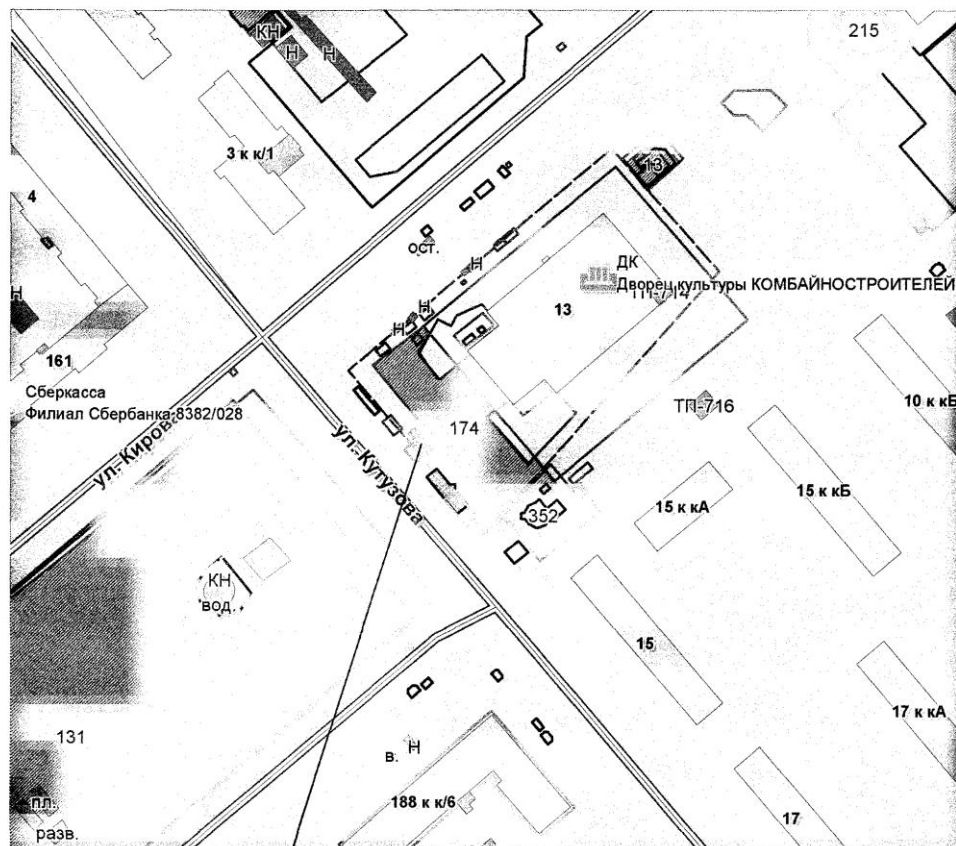 215
КН
Н
Н
3 к к/1
13
4
ост.
Н
ДК
Дворец культуры КОМБАЙНОСТРОИТЕЛЕЙ
ТП-714
Н
13
Н
Н
161
Сберкасса
Филиал Сбербанка 8382/028
ул. Кирова
ул. Кутузова
174
ТП-716
10 к кБ
15 к кА
15 к кБ
352
КН
вод.
15
17 к кА
131
в.
Н
пл.
188 к к/6
17
разв.